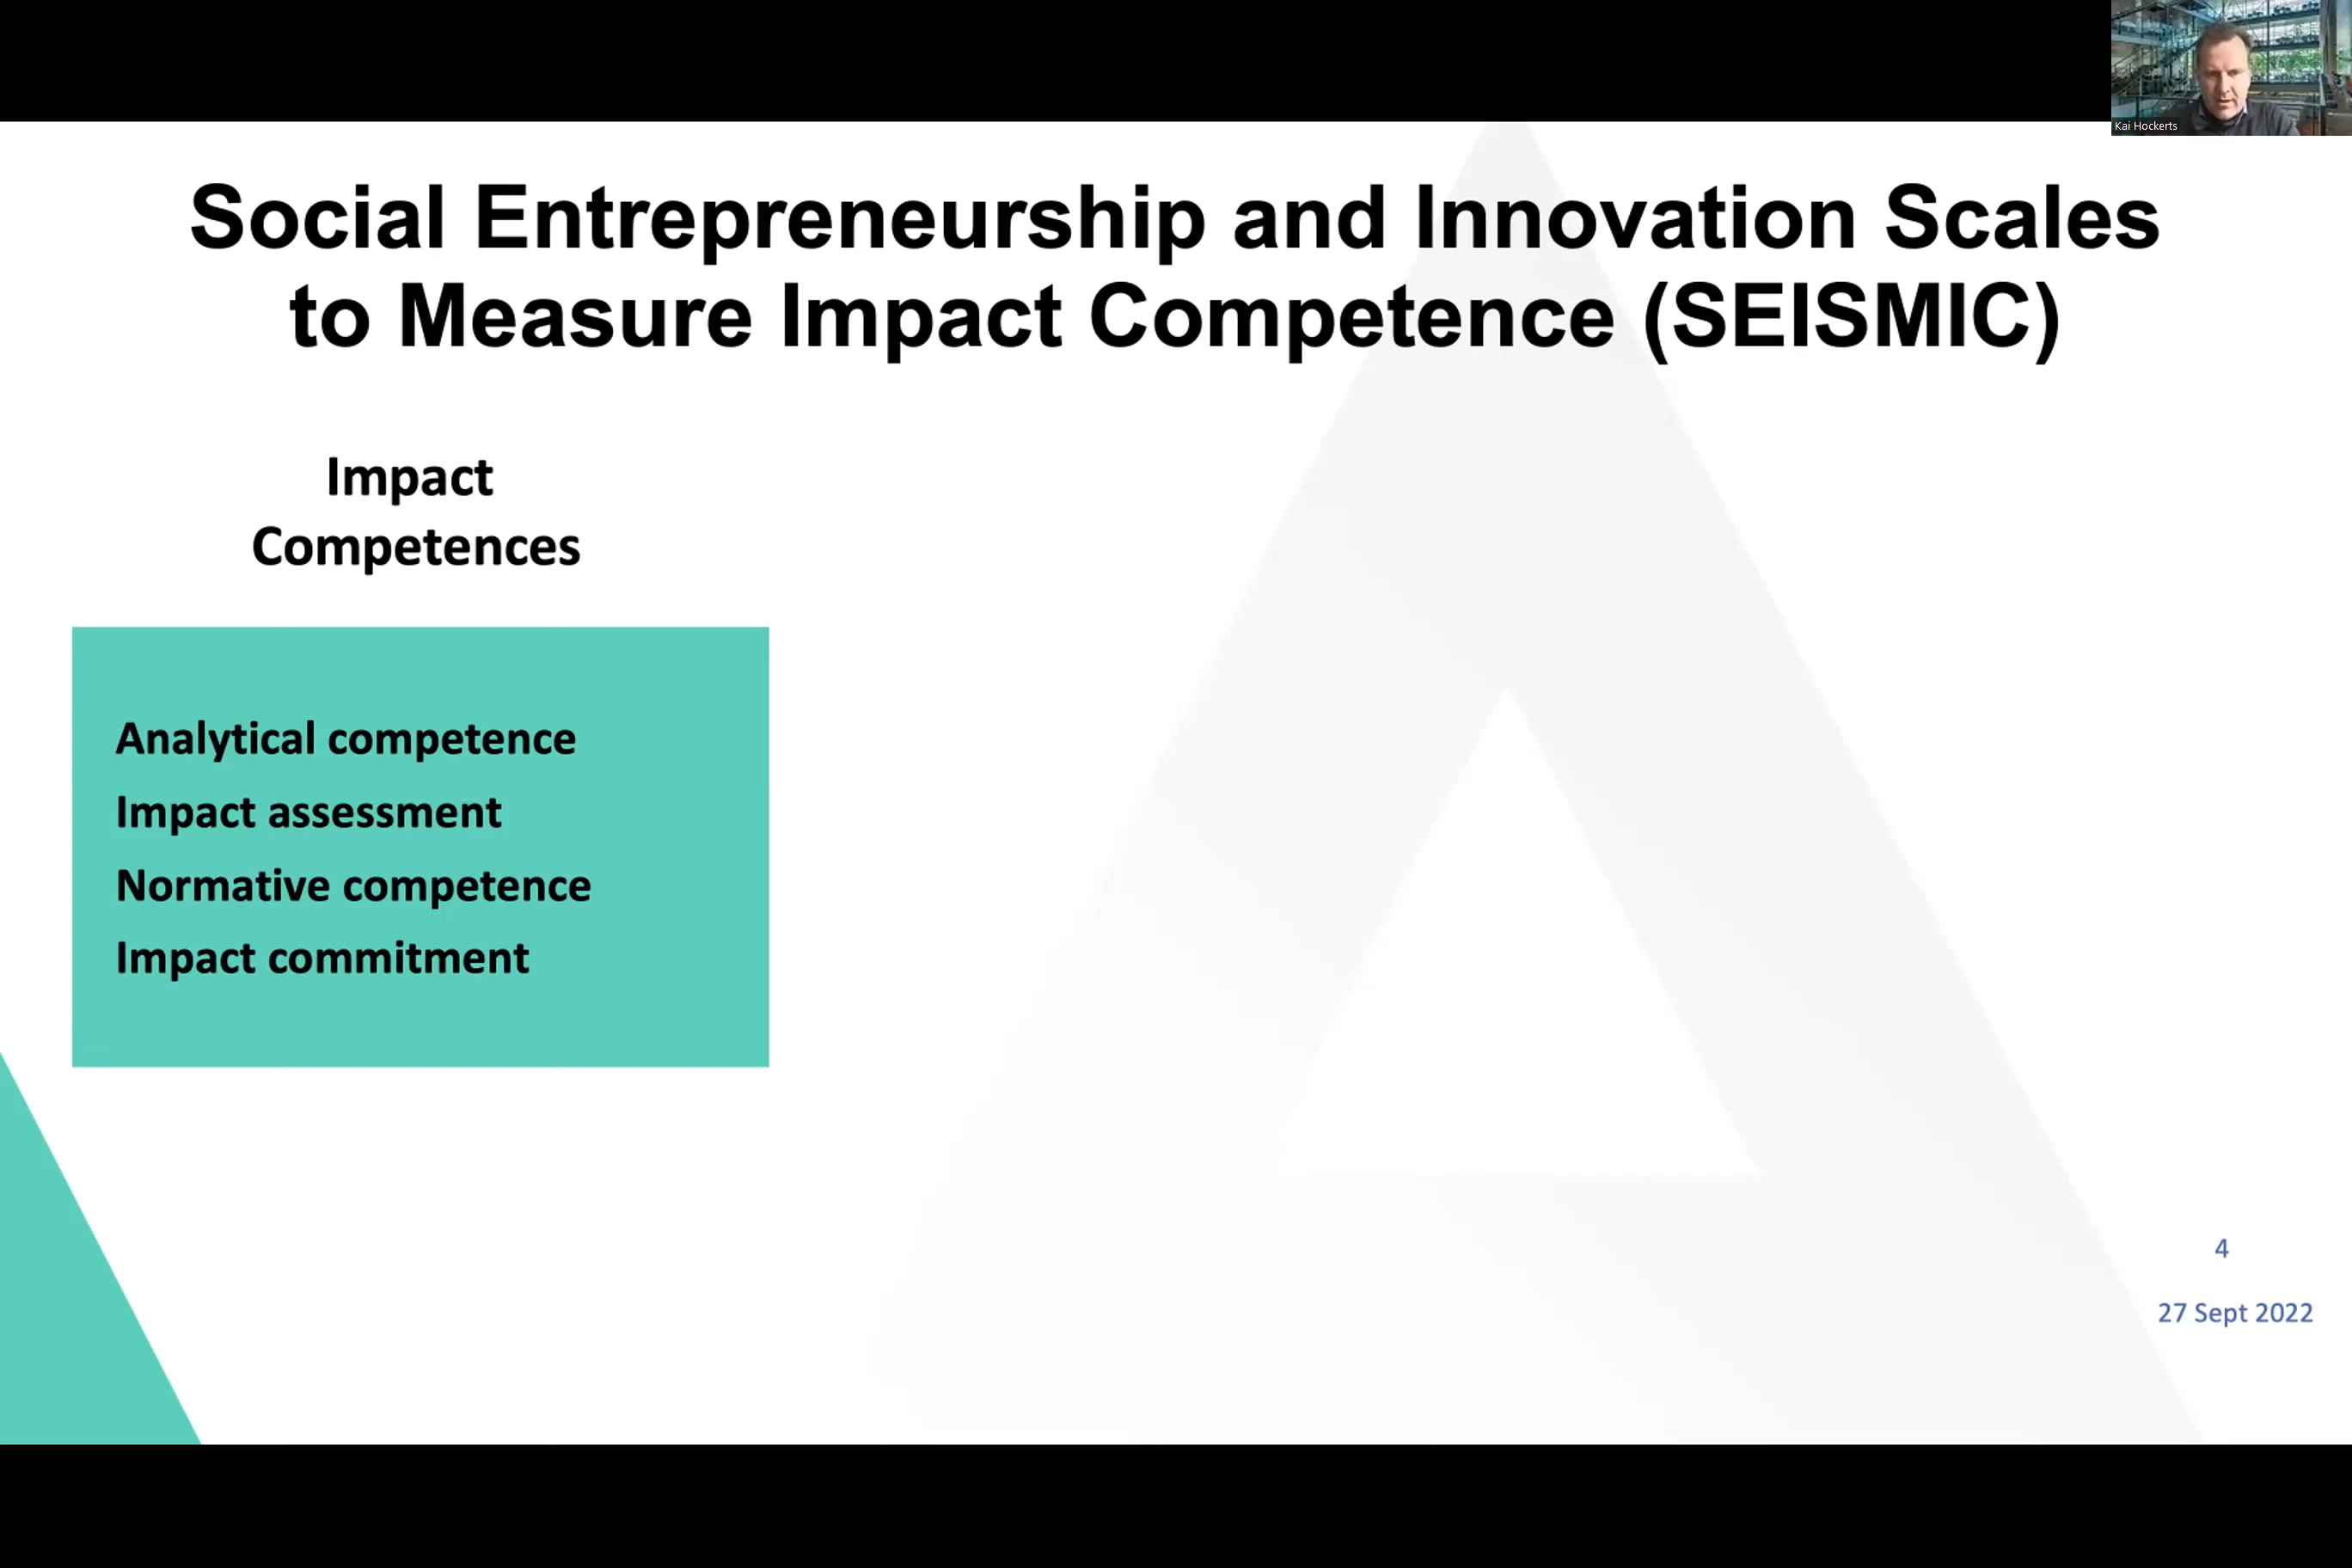 Kai Hockerts
Social Entrepreneurship and Innovation Scales
to Measure Impact Competence (SEISMIC)
Impact
Competences
Analytical competence
Impact assessment
Normative competence
Impact commitment
4
27 Sept 2022